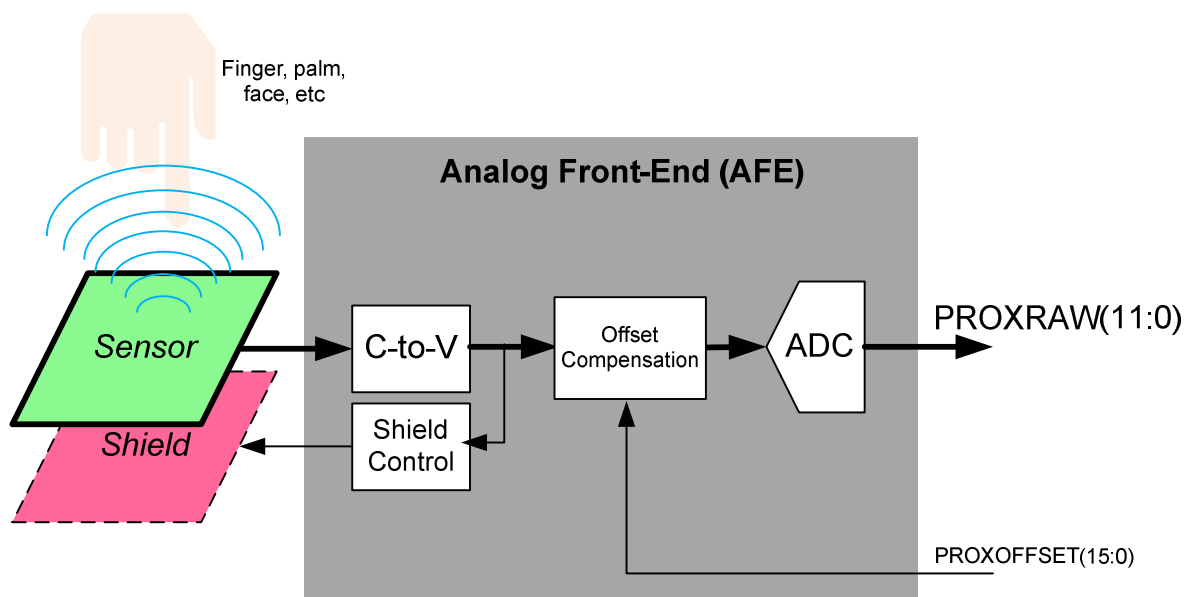 Finger, palm,
face, etc
Analog Front-End (AFE)
Sensor
C-to-V
Offset
Compensation
ADC
PROXRAW(11:0)
Shield
Shield
Control
PROXOFFSET(15:0)